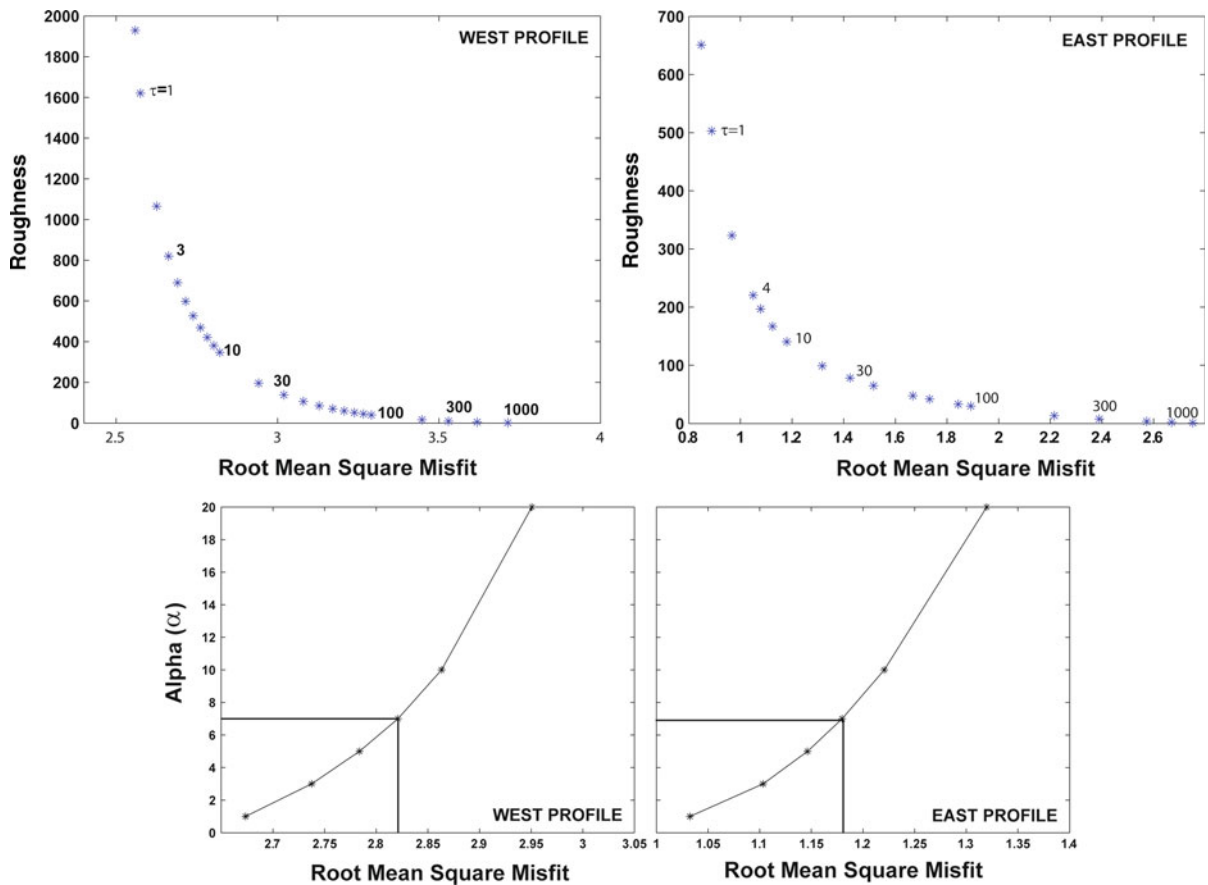 2000
1800
1600
1400
1200
1000
800
600
400
200
0
Roughness
WEST PROFILE
τ=1
3
10
30
100
300
1000
2.5 3 3.5 4
Root Mean Square Misfit
700
600
500
400
300
200
100
0
Roughness
EAST PROFILE
τ=1
4
10
30
100
300
1000
0.8 1 1.2 1.4 1.6 1.8 2 2.2 2.4 2.6
Root Mean Square Misfit
20
18
16
14
12
10
8
6
4
2
0
Alpha (α)
WEST PROFILE
2.7 2.75 2.8 2.85 2.9 2.95 3 3.05
Root Mean Square Misfit
EAST PROFILE
1 1.05 1.1 1.15 1.2 1.25 1.3 1.35 1.4
Root Mean Square Misfit